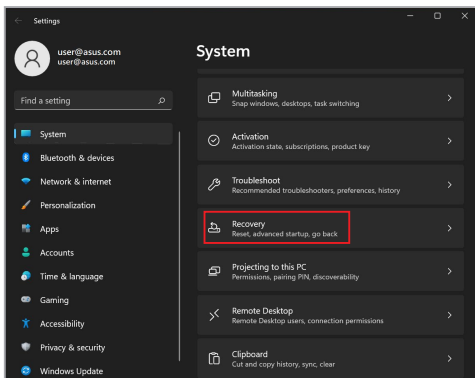 Settings
user@asus.com
user@asus.com
Find a setting
System
Bluetooth & devices
Network & internet
Personalization
Apps
Accounts
Time & language
Gaming
Accessibility
Privacy & security
Windows Update
System
Multitasking
Snap windows, desktops, task switching
Activation
Activation state, subscriptions, product key
Troubleshoot
Recommended troubleshooters, preferences, history
Recovery
Reset, advanced startup, go back
Projecting to this PC
Permissions, pairing PIN, discoverability
Remote Desktop
Remote Desktop users, connection permissions
Clipboard
Cut and copy history, sync, clear